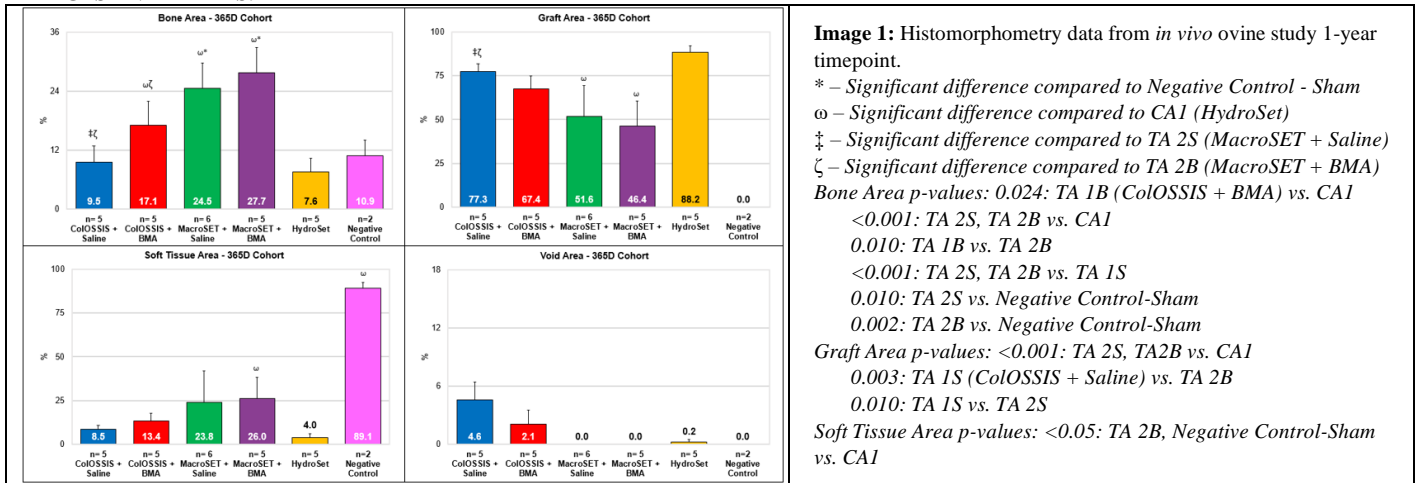 Bone Area - 365D Cohort
36
24
12
0
%
‡ζ
ωζ
ω*
ω*
9.5
17.1
24.5
27.7
7.6
10.9
n= 5 n= 5 n= 6 n= 5 n= 5 n=2
ColOSSIS + ColOSSIS + MacroSET + MacroSET + HydroSet Negative
Saline BMA Saline BMA Control
Graft Area - 365D Cohort
100
75
50
25
0
%
‡ζ
ω
ω
77.3
67.4
51.6
46.4
88.2
0.0
n= 5 n= 5 n= 6 n= 5 n= 5 n=2
ColOSSIS + ColOSSIS + MacroSET + MacroSET + HydroSet Negative
Saline BMA Saline BMA Control
Soft Tissue Area - 365D Cohort
100
75
50
25
0
%
ω
ω
8.5
13.4
23.8
26.0
4.0
89.1
n= 5 n= 5 n= 6 n= 5 n= 5 n=2
ColOSSIS + ColOSSIS + MacroSET + MacroSET + HydroSet Negative
Saline BMA Saline BMA Control
Void Area - 365D Cohort
18
12
6
0
%
4.6
2.1
0.0
0.0
0.2
0.0
n= 5 n= 5 n= 6 n= 5 n= 5 n=2
ColOSSIS + ColOSSIS + MacroSET + MacroSET + HydroSet Negative
Saline BMA Saline BMA Control
Image 1: Histomorphometry data from in vivo ovine study 1-year
timepoint.
* – Significant difference compared to Negative Control - Sham
ω – Significant difference compared to CA1 (HydroSet)
‡ – Significant difference compared to TA 2S (MacroSET + Saline)
ζ – Significant difference compared to TA 2B (MacroSET + BMA)
Bone Area p-values: 0.024: TA 1B (ColOSSIS + BMA) vs. CA1
<0.001: TA 2S, TA 2B vs. CA1
0.010: TA 1B vs. TA 2B
<0.001: TA 2S, TA 2B vs. TA 1S
0.010: TA 2S vs. Negative Control-Sham
0.002: TA 2B vs. Negative Control-Sham
Graft Area p-values: <0.001: TA 2S, TA2B vs. CA1
0.003: TA 1S (ColOSSIS + Saline) vs. TA 2B
0.010: TA 1S vs. TA 2S
Soft Tissue Area p-values: <0.05: TA 2B, Negative Control-Sham
vs. CA1